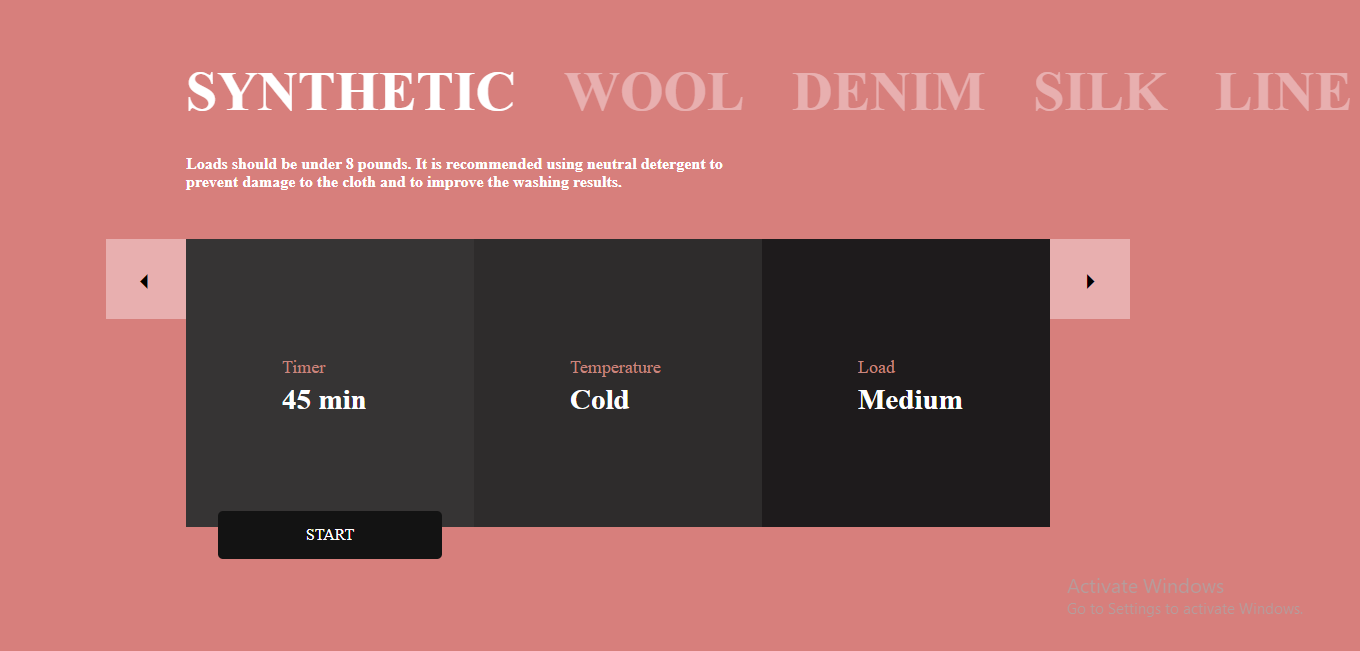 SYNTHETIC WOOL DENIM SILK LINE
Loads should be under 8 pounds. It is recommended using neutral detergent to
prevent damage to the cloth and to improve the washing results.
Timer Temperature Load
45 min Cold Medium
START
Activate Windows
Go to Settings to activate Windows.